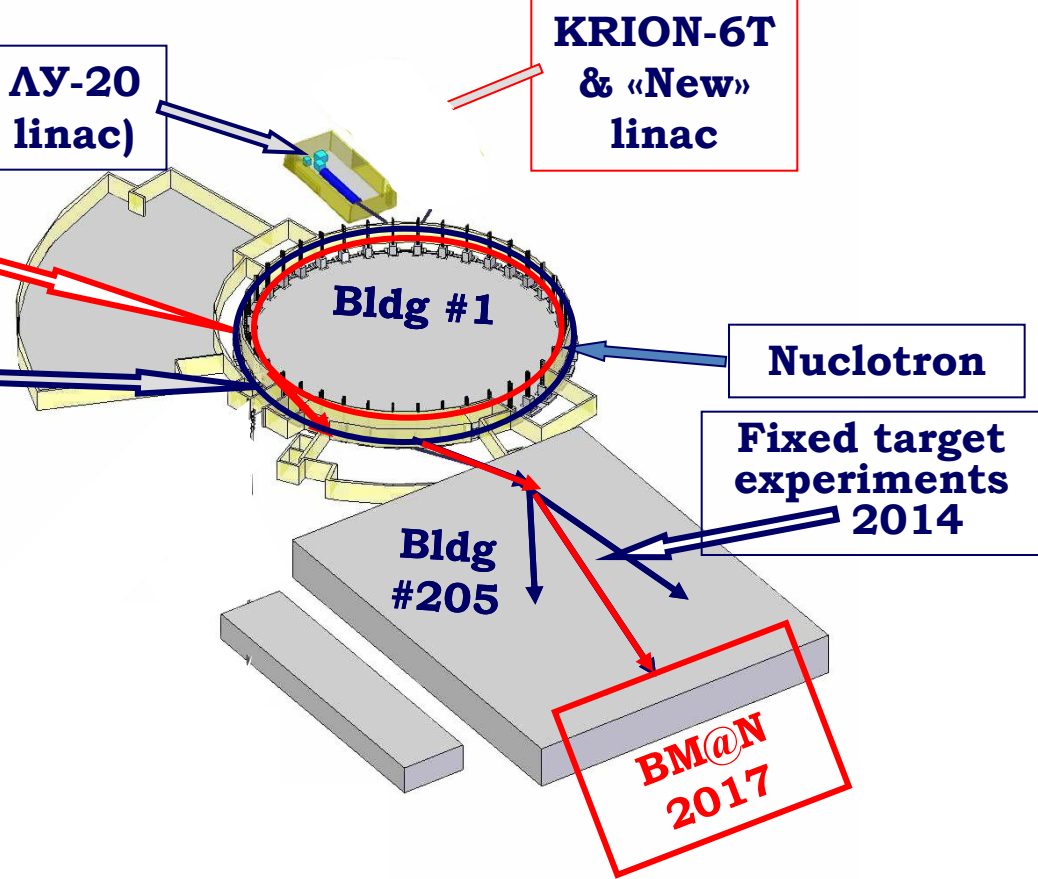 KRION-6T
& «New»
linac
ЛУ-20
linac)
Bldg #1
Nuclotron
Fixed target
experiments
2014
Bldg
#205
BM@N
2017